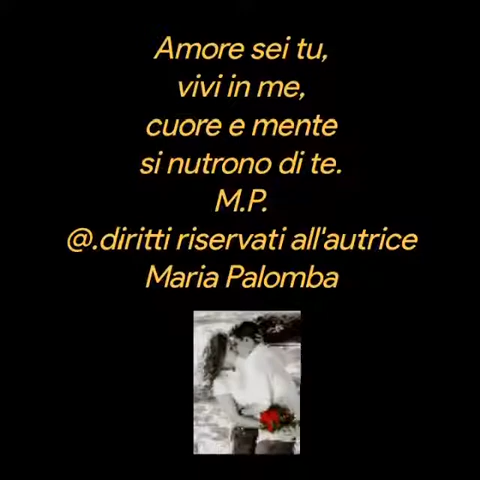 Amore sei tu,
vivi in me,
cuore e mente
si nutrono di te.
M.P.
@.diritti riservati all'autrice
Maria Palomba